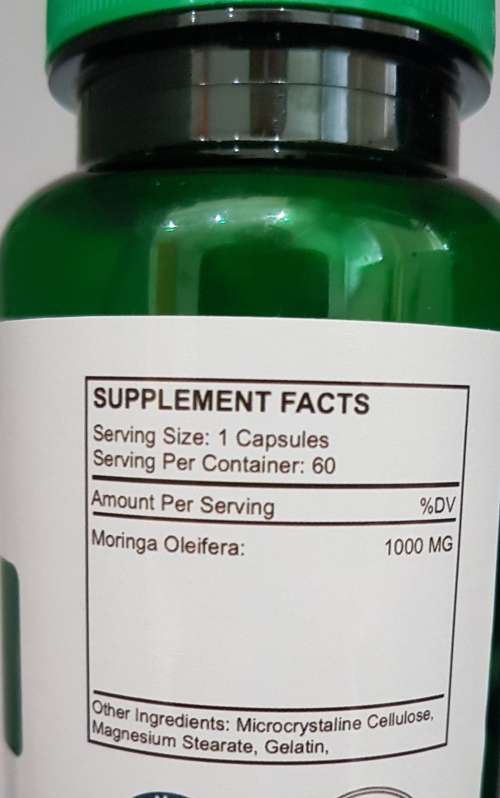 SUPPLEMENT FACTS
Serving Size: 1 Capsules
Serving Per Container: 60
Amount Per Serving %DV
Moringa Oleifera: 1000 MG
Other Ingredients: Microcrystaline Cellulose,
Magnesium Stearate, Gelatin,